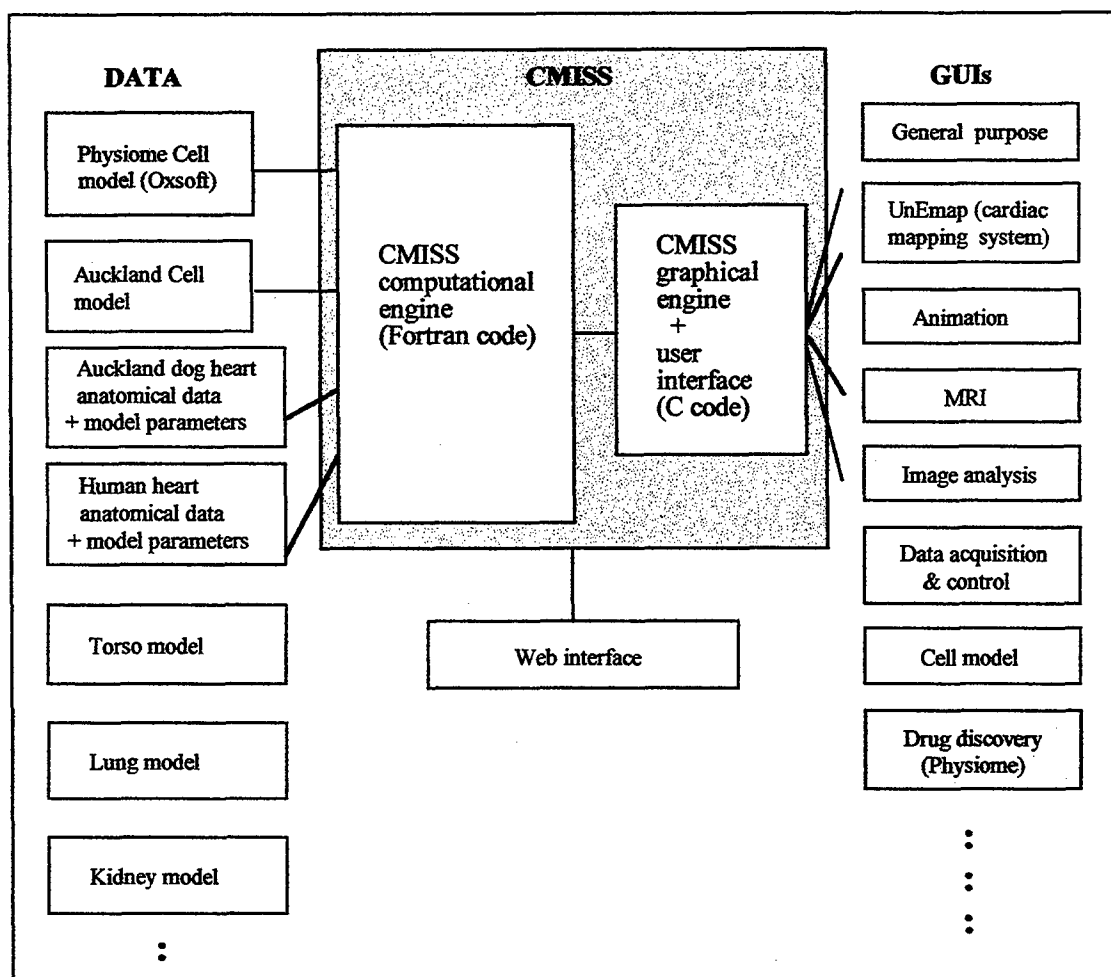 DATA
Physiome Cell
model (Oxsoft)
Auckland Cell
model
Auckland dog heart
anatomical data
+ model parameters
Human heart
anatomical data
+ model parameters
Torso model
Lung model
Kidney model
CMISS
CMISS
computational
engine
(Fortran code)
CMISS
graphical
engine
+
user
interface
(C code)
Web interface
GUIs
General purpose
UnEmap (cardiac
mapping system)
Animation
MRI
Image analysis
Data acquisition
& control
Cell model
Drug discovery
(Physiome)